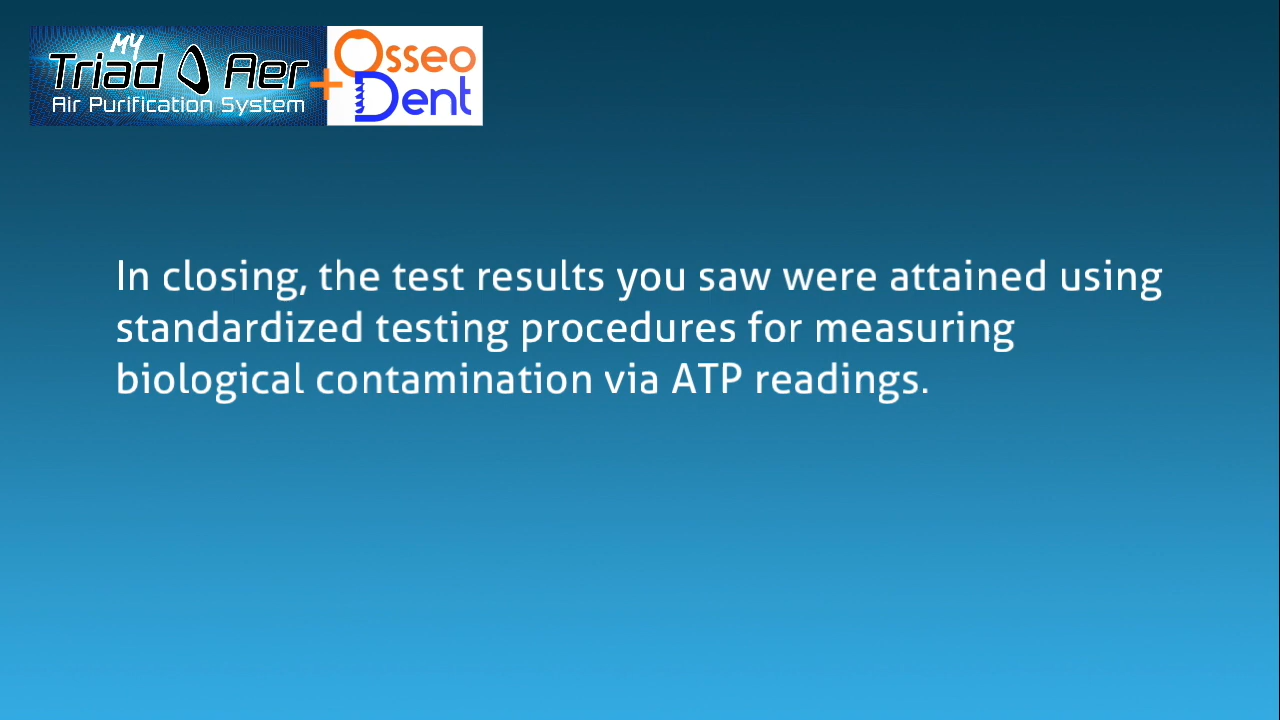 MY
Triad Aer
Air Purification System
+
Osseo
Dent
In closing, the test results you saw were attained using
standardized testing procedures for measuring
biological contamination via ATP readings.